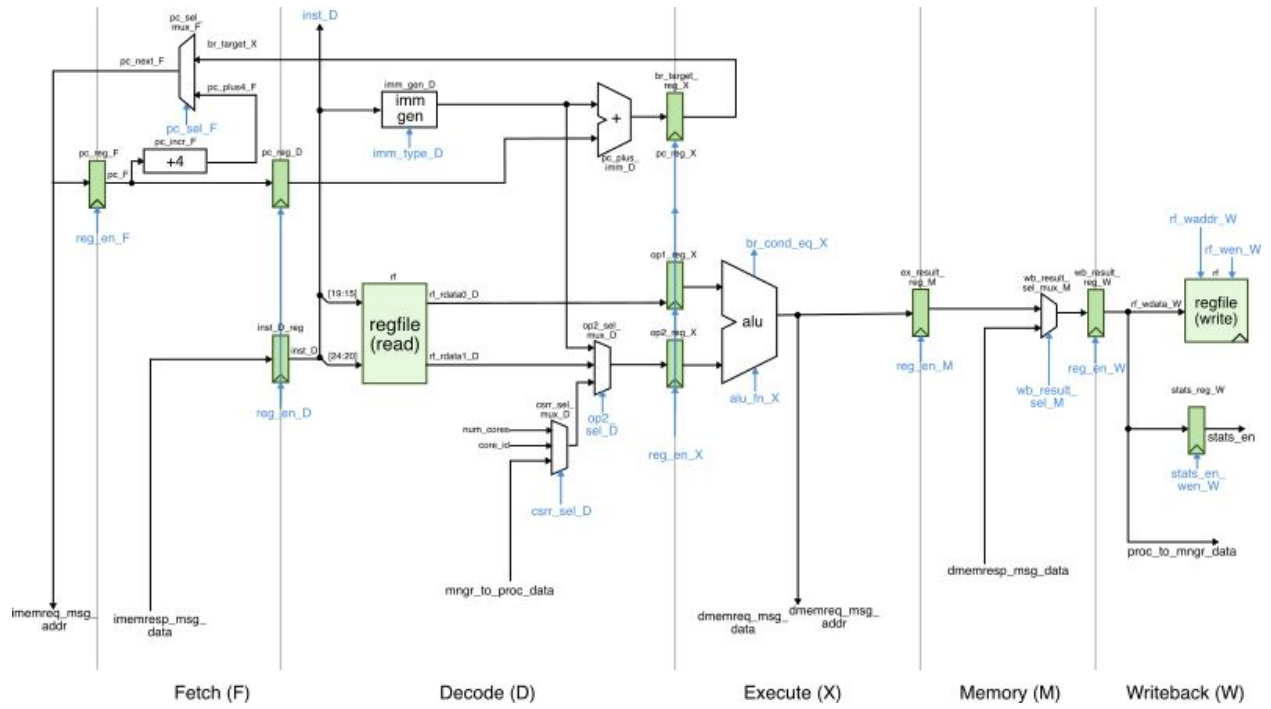 pc_sel_
mux_F
inst_D
br_target_X
pc_next_F
pc_plus4_F
pc_sel_F
pc_incr_F
+4
pc_reg_F
pc_F
reg_en_F
pc_reg_D
imm_gen_D
imm
gen
imm_type_D
+
pc_plus_
imm_D
br_target_
reg_X
pc_reg_X
rf
[19:15]
[24:20]
regfile
(read)
rf_rdata0_D
rf_rdata1_D
inst_D_reg
inst_D
reg_en_D
op2_sel_
mux_D
op2_
sel_D
csrr_sel_
mux_D
num_cores
core_id
csrr_sel_D
mngr_to_proc_data
op1_reg_X
op2_reg_X
reg_en_X
br_cond_eq_X
alu
alu_fn_X
ex_result_
reg_M
reg_en_M
wb_result_
sel_mux_M
wb_result_
sel_M
wb_result_
reg_W
reg_en_W
rf_waddr_W
rf_wen_W
rf
rf_wdata_W
regfile
(write)
stats_reg_W
stats_en
stats_en_
wen_W
proc_to_mngr_data
dmemresp_msg_data
imemreq_msg_
addr
imemresp_msg_
data
dmemreq_msg_
data
dmemreq_msg_
addr
Fetch (F)
Decode (D)
Execute (X)
Memory (M)
Writeback (W)